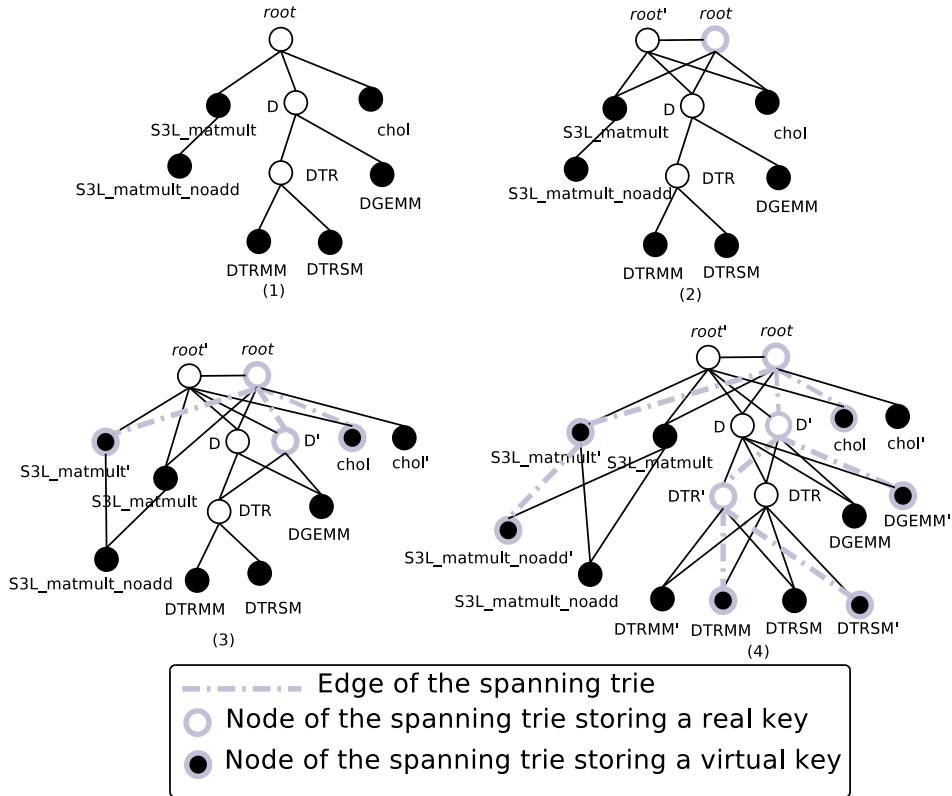 root
D
S3L_matmult
chol
S3L_matmult_noadd
DTR
DGEMM
DTRMM
DTRSM
(1)
root'
root
D
S3L_matmult
chol
S3L_matmult_noadd
DTR
DGEMM
DTRMM
DTRSM
(2)
root'
root
D
D'
S3L_matmult'
chol
chol'
S3L_matmult
DTR
DGEMM
S3L_matmult_noadd
DTRMM
DTRSM
(3)
root'
root
D
D'
chol
chol'
S3L_matmult'
S3L_matmult
DTR'
DTR
DGEMM'
DGEMM
S3L_matmult_noadd'
S3L_matmult_noadd
DTRMM'
DTRMM
DTRSM
DTRSM'
(4)
Edge of the spanning trie
Node of the spanning trie storing a real key
Node of the spanning trie storing a virtual key